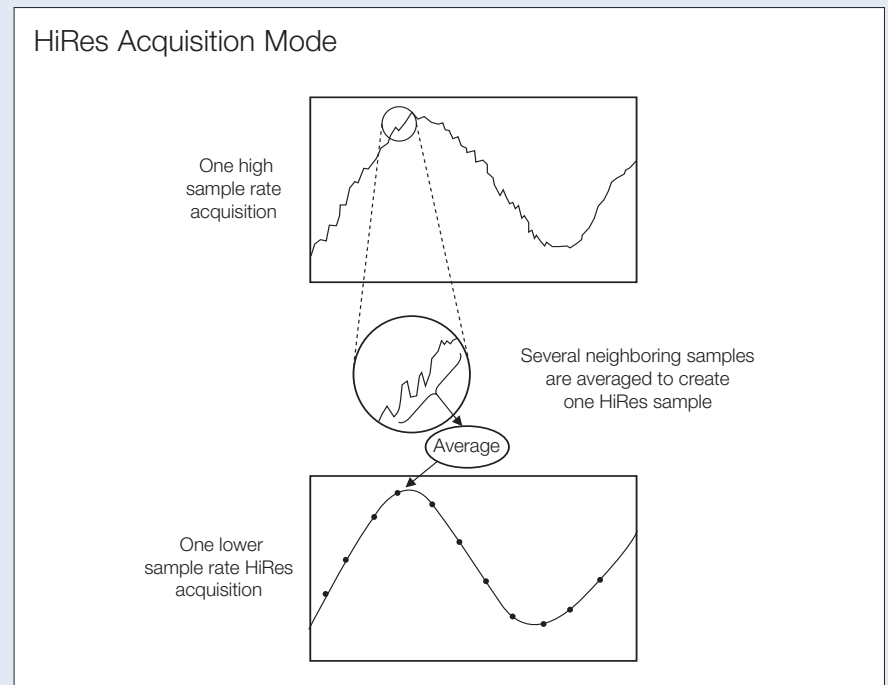 HiRes Acquisition Mode
One high
sample rate
acquisition
Several neighboring samples
are averaged to create
one HiRes sample
Average
One lower
sample rate HiRes
acquisition